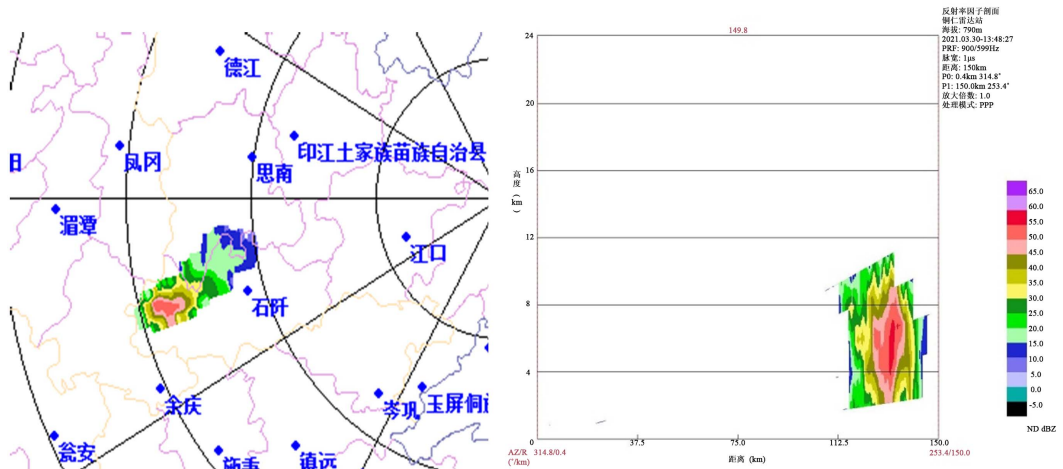 德江
印江土家族苗族自治县
凤冈
思南
湄潭
江口
石阡
余庆
岑巩
瓮安
镇远
149.8
24
20
16
12
8
4
0
高度 (km)
37.5
75.0
112.5
150.0
AZ/R 314.8/0.4
(°/km)
距离 (km)
253.4/150.0
反射率因子剖面
铜仁雷达站
海拔: 790m
2021.03.30-13:48:27
PRF: 900/599Hz
脉宽: 1μs
距离: 150km
P0: 0.4km 314.8°
P1: 150.0km 253.4°
放大倍数: 1.0
处理模式: PPP
65.0
60.0
55.0
50.0
45.0
40.0
35.0
30.0
25.0
20.0
15.0
10.0
5.0
0.0
-5.0
ND dBZ